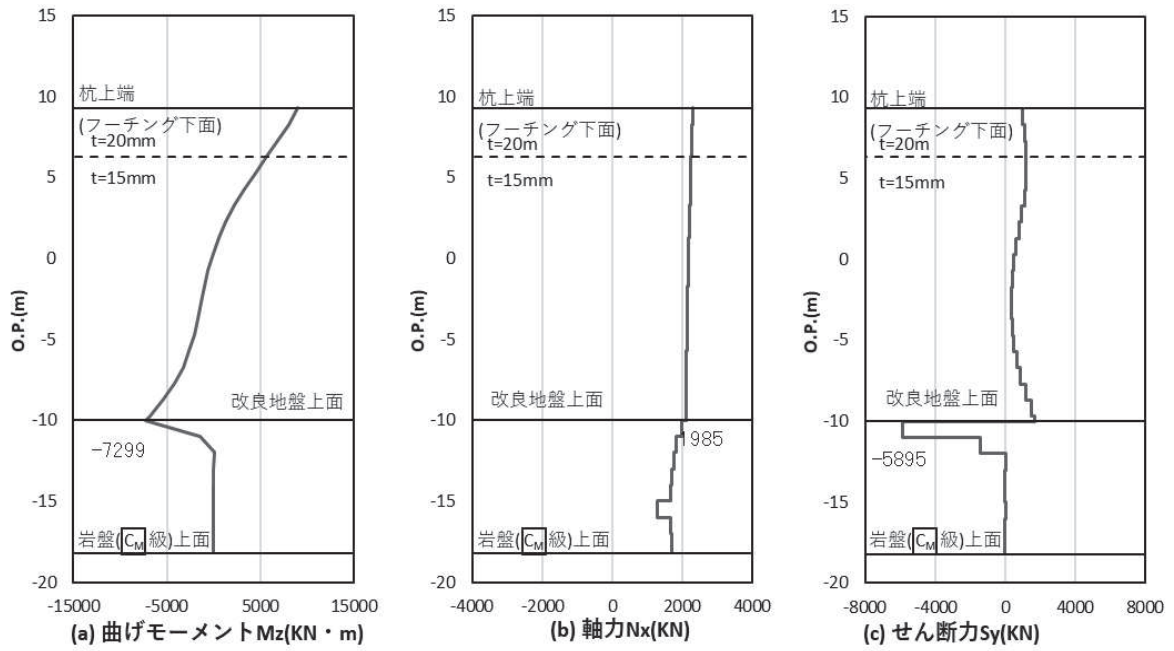 15
10
5
0
-5
-10
-15
-20
O.P.(m)
杭上端
(フーチング下面)
t=20mm
t=15mm
改良地盤上面
-7299
岩盤(CM級)上面
-15000 -5000 5000 15000
(a) 曲げモーメントMz(KN・m)
15
10
5
0
-5
-10
-15
-20
O.P.(m)
杭上端
(フーチング下面)
t=20m
t=15mm
改良地盤上面
1985
岩盤(CM級)上面
-4000 -2000 0 2000 4000
(b) 軸力Nx(KN)
15
10
5
0
-5
-10
-15
-20
O.P.(m)
杭上端
(フーチング下面)
t=20mm
t=15mm
改良地盤上面
-5895
岩盤(CM級)上面
-8000 -4000 0 4000 8000
(c) せん断力Sy(KN)